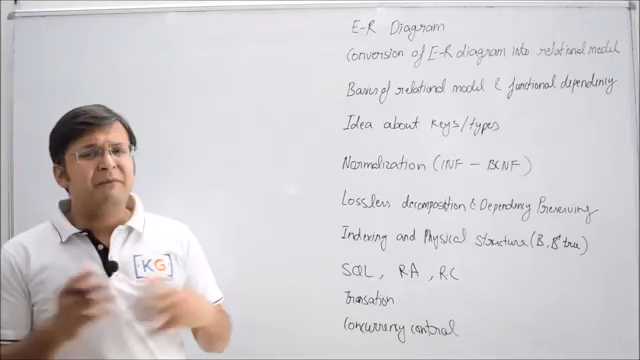 E-R Diagram
Conversion of E-R diagram into relational model
Basics of relational model & functional dependency
Idea about keys/types
Normalization (1NF - BCNF)
Lossless decomposition & Dependency Preserving
Indexing and Physical Structure (B, B+ tree)
SQL, RA, RC
Transation
Concurrency control
KG